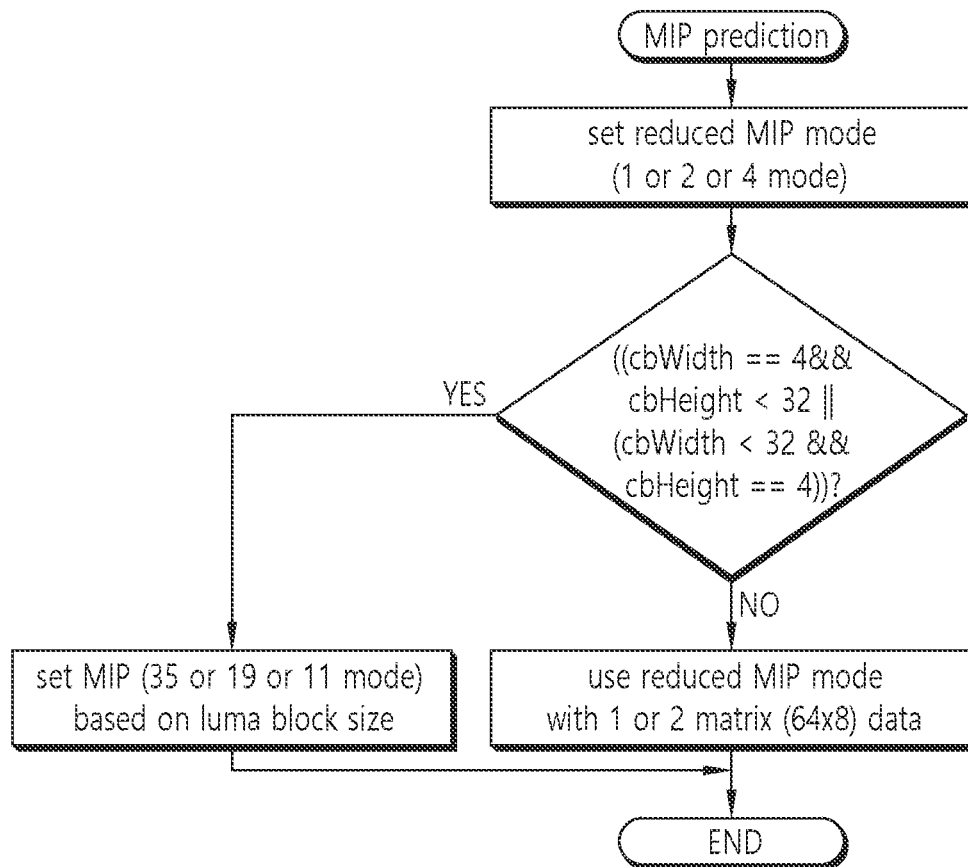 MIP prediction
set reduced MIP mode
(1 or 2 or 4 mode)
((cbWidth == 4&&
cbHeight < 32 ||
(cbWidth < 32 &&
cbHeight == 4))?
YES
NO
set MIP (35 or 19 or 11 mode)
based on luma block size
use reduced MIP mode
with 1 or 2 matrix (64x8) data
END